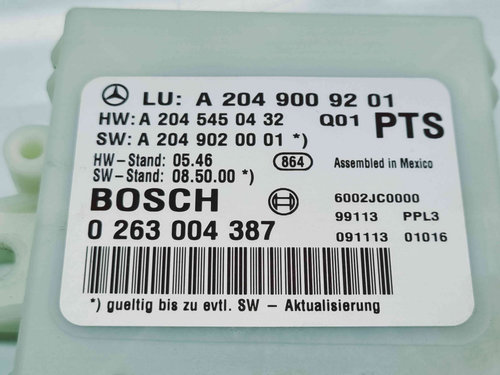 LU: A 204 900 92 01
HW: A 204 545 04 32 Q01 PTS
SW: A 204 902 00 01 *)
HW-Stand: 05.46 864 Assembled in Mexico
SW-Stand: 08.50.00 *)
BOSCH 6002JC0000
99113 PPL3
0 263 004 387 091113 01016
*) gueltig bis zu evtl. SW - Aktualisierung